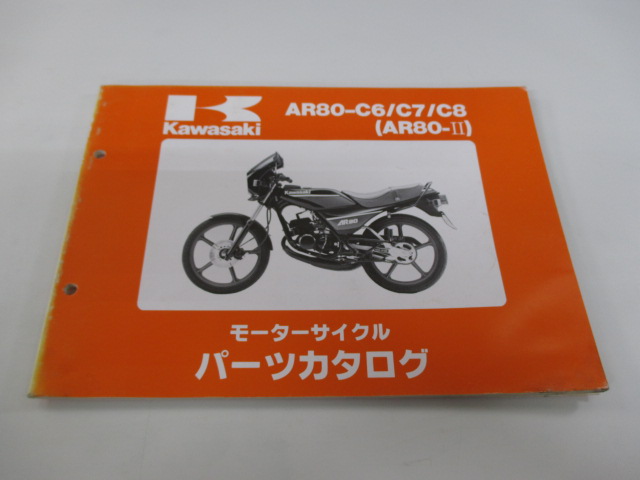 Kawasaki
AR80-C6/C7/C8
(AR80-II)
AR80
モーターサイクル
パーツカタログ